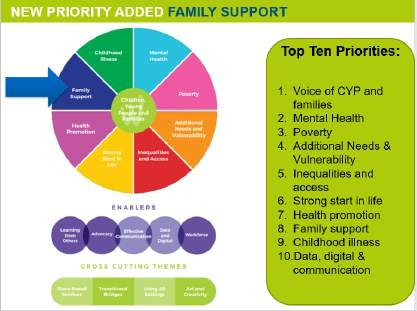 NEW PRIORITY ADDED FAMILY SUPPORT
Childhood
Illness
Mental
Health
Family
Support
Poverty
Children
Young
People and
Families
Health
Promotion
Additional
Needs and
Vulnerability
Strong
Start in
Life
Inequalities
and Access
ENABLERS
Learning
from
Others
Advocacy
Effective
Communication
Data
and
Digital
Workforce
CROSS CUTTING THEMES
Place Based
Services
Transitional
Bridges
Using All
Settings
Art and
Creativity
Top Ten Priorities:
1. Voice of CYP and
families
2. Mental Health
3. Poverty
4. Additional Needs &
Vulnerability
5. Inequalities and
access
6. Strong start in life
7. Health promotion
8. Family support
9. Childhood illness
10.Data, digital &
communication